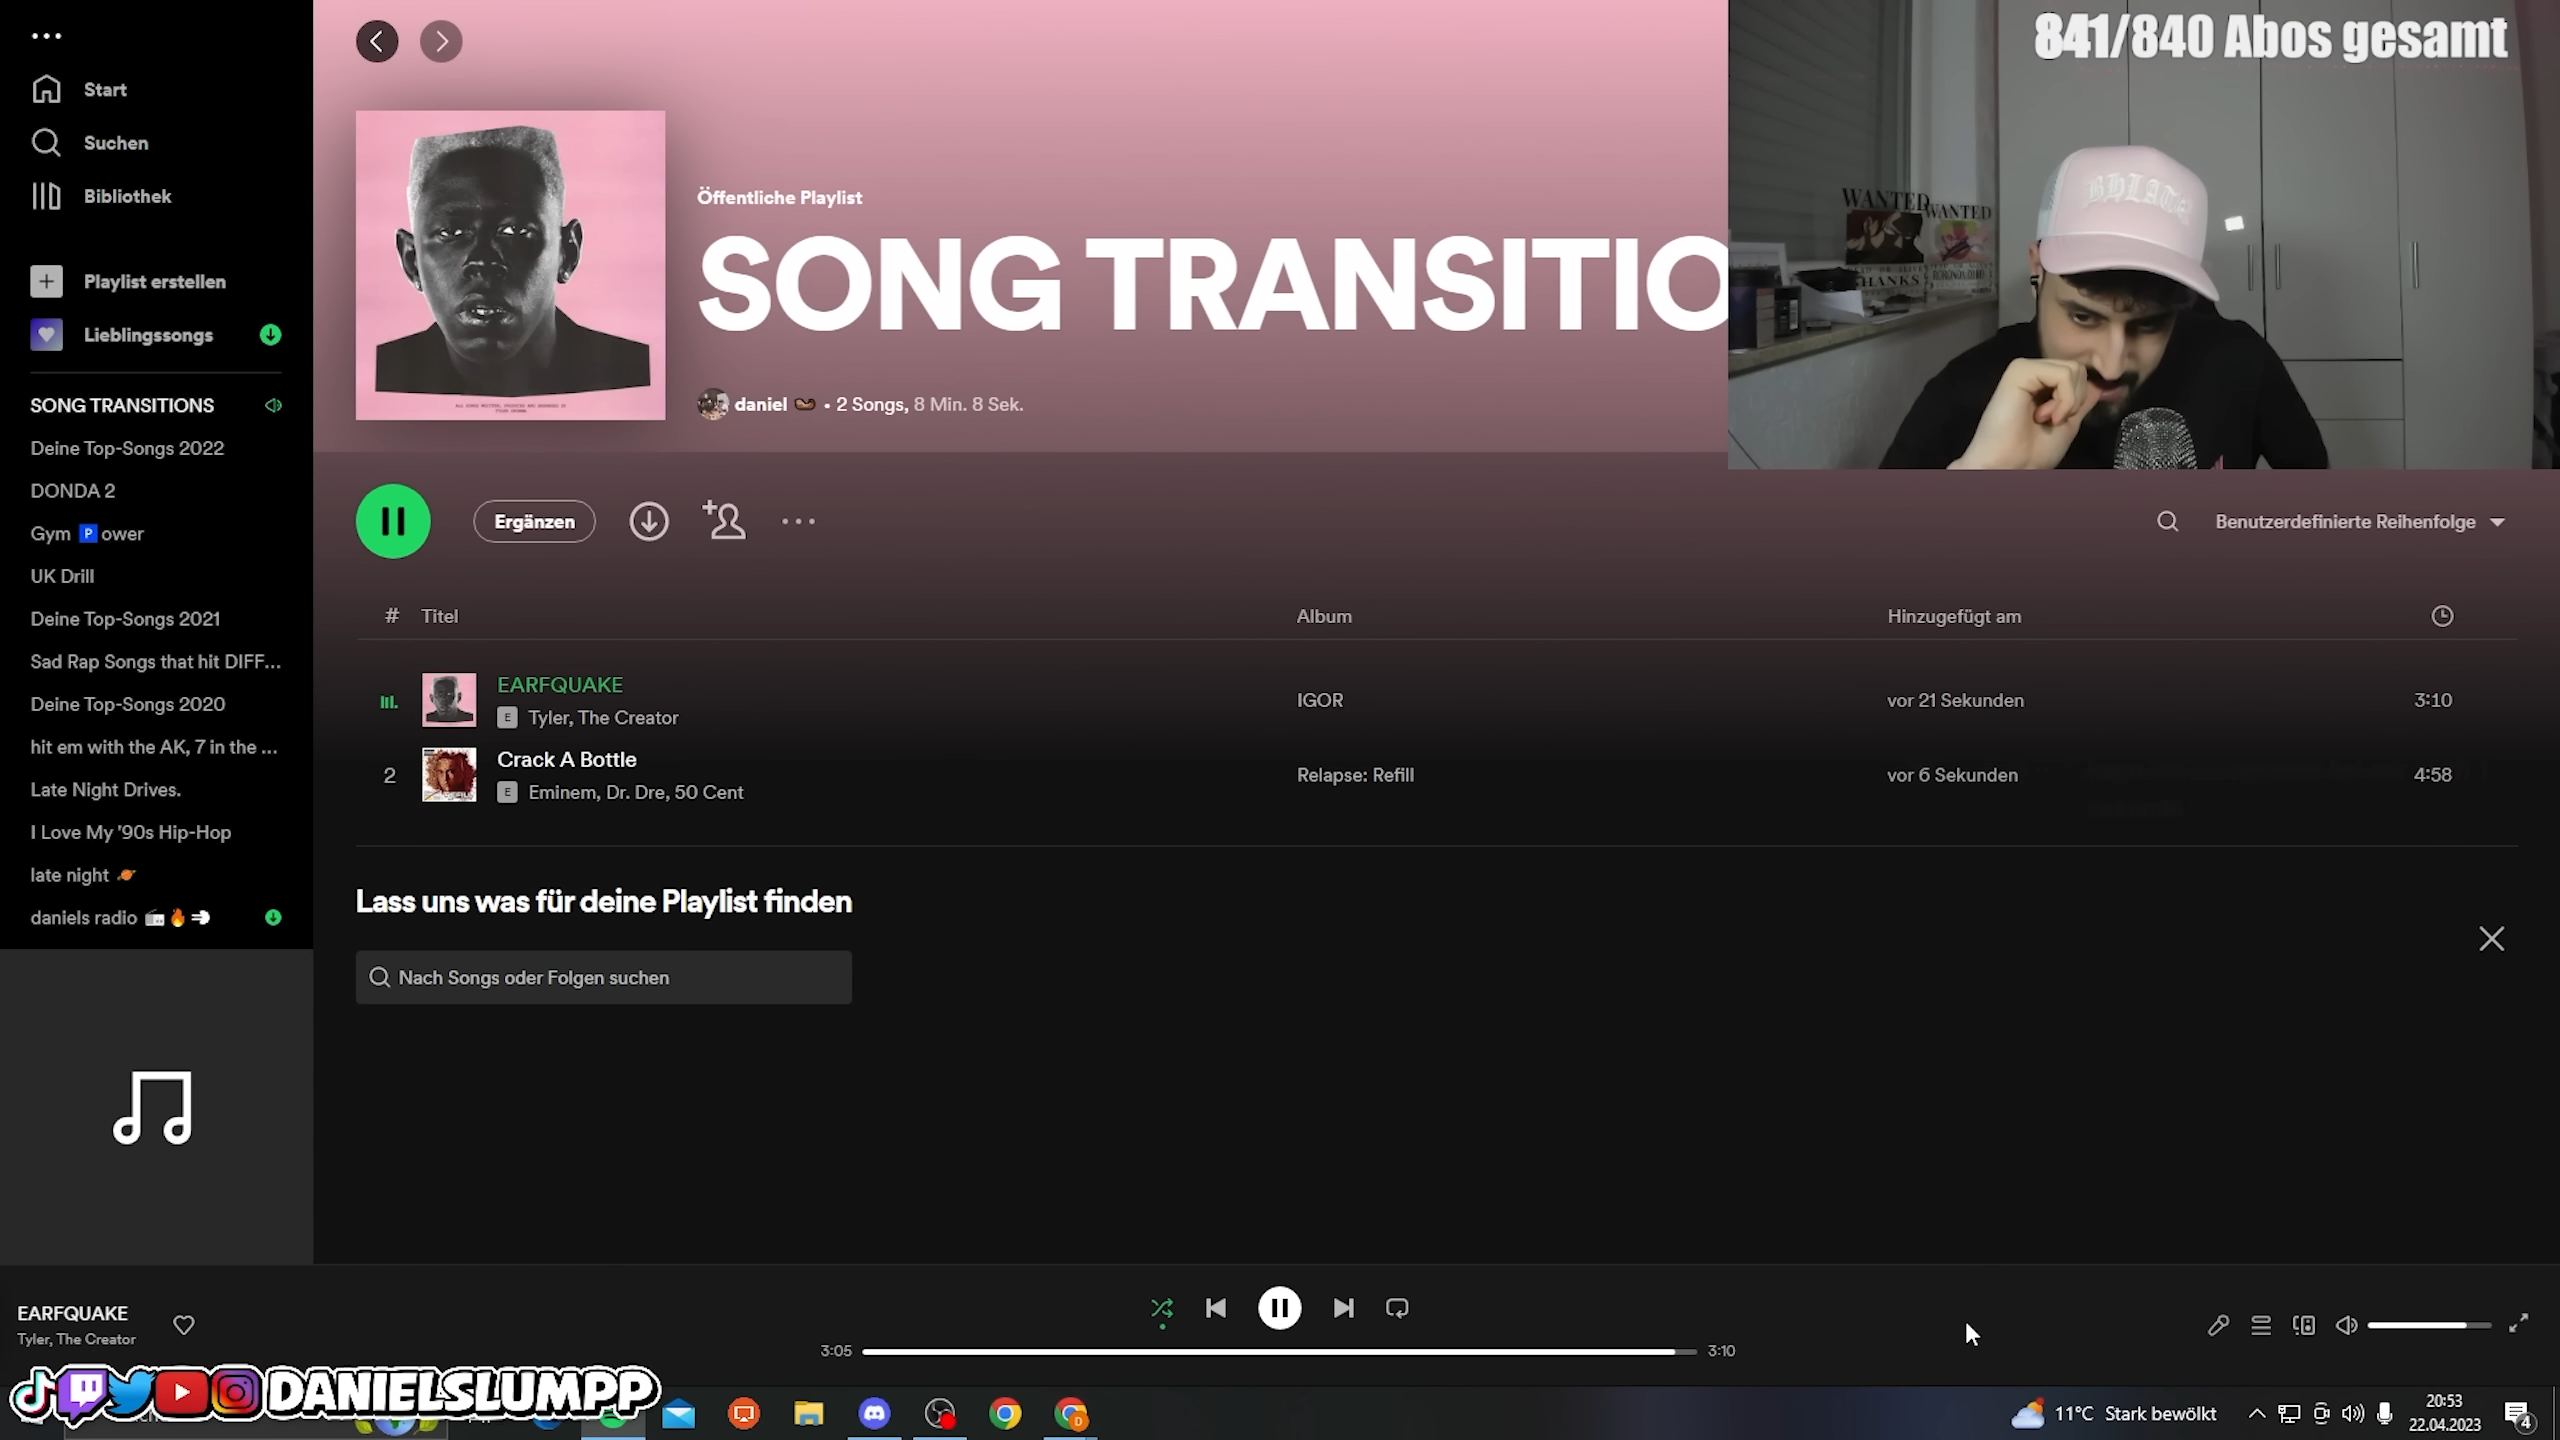 Start
Suchen
Bibliothek
Playlist erstellen
Lieblingssongs
SONG TRANSITIONS
Deine Top-Songs 2022
DONDA 2
Gym 🅿️ower
UK Drill
Deine Top-Songs 2021
Sad Rap Songs that hit DIFF...
Deine Top-Songs 2020
hit em with the AK, 7 in the ...
Late Night Drives.
I Love My '90s Hip-Hop
late night 🪐
daniels radio 📻🔥💨
Öffentliche Playlist
SONG TRANSITIO
daniel 🌭 • 2 Songs, 8 Min. 8 Sek.
841/840 Abos gesamt
WANTED
WANTED
BHLATE
Ergänzen
Benutzerdefinierte Reihenfolge
# Titel Album Hinzugefügt am
EARFQUAKE
E Tyler, The Creator
IGOR
vor 21 Sekunden
3:10
2
Crack A Bottle
E Eminem, Dr. Dre, 50 Cent
Relapse: Refill
vor 6 Sekunden
4:58
Lass uns was für deine Playlist finden
Nach Songs oder Folgen suchen
EARFQUAKE
Tyler, The Creator
3:05
3:10
DANIELSLUMPP
11°C Stark bewölkt
20:53
22.04.2023
4